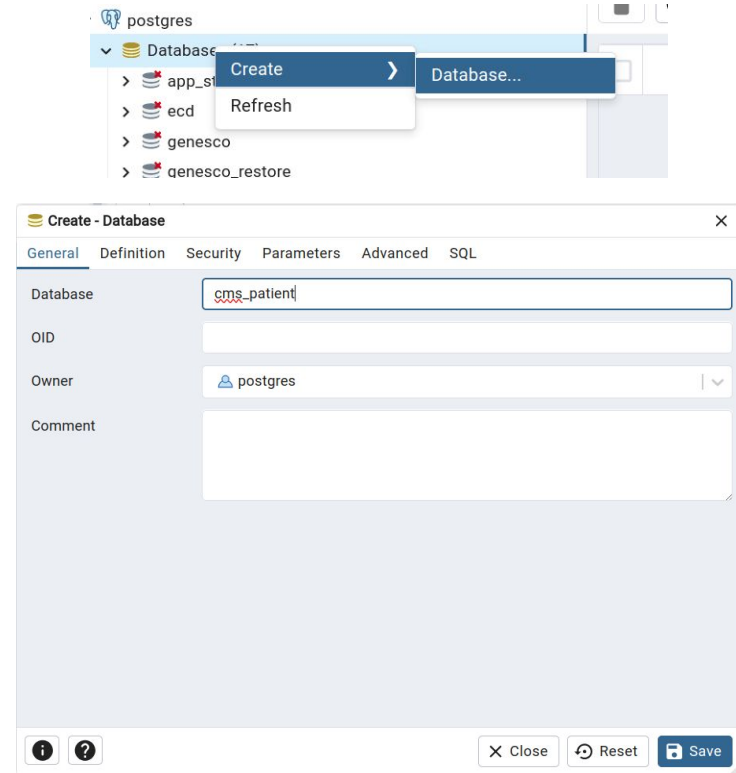 postgres
Create
Database...
app_st
ecd
Refresh
genesco
genesco_restore
Create - Database
General Definition Security Parameters Advanced SQL
Database
cms_patient
OID
Owner
postgres
Comment
Close
Reset
Save